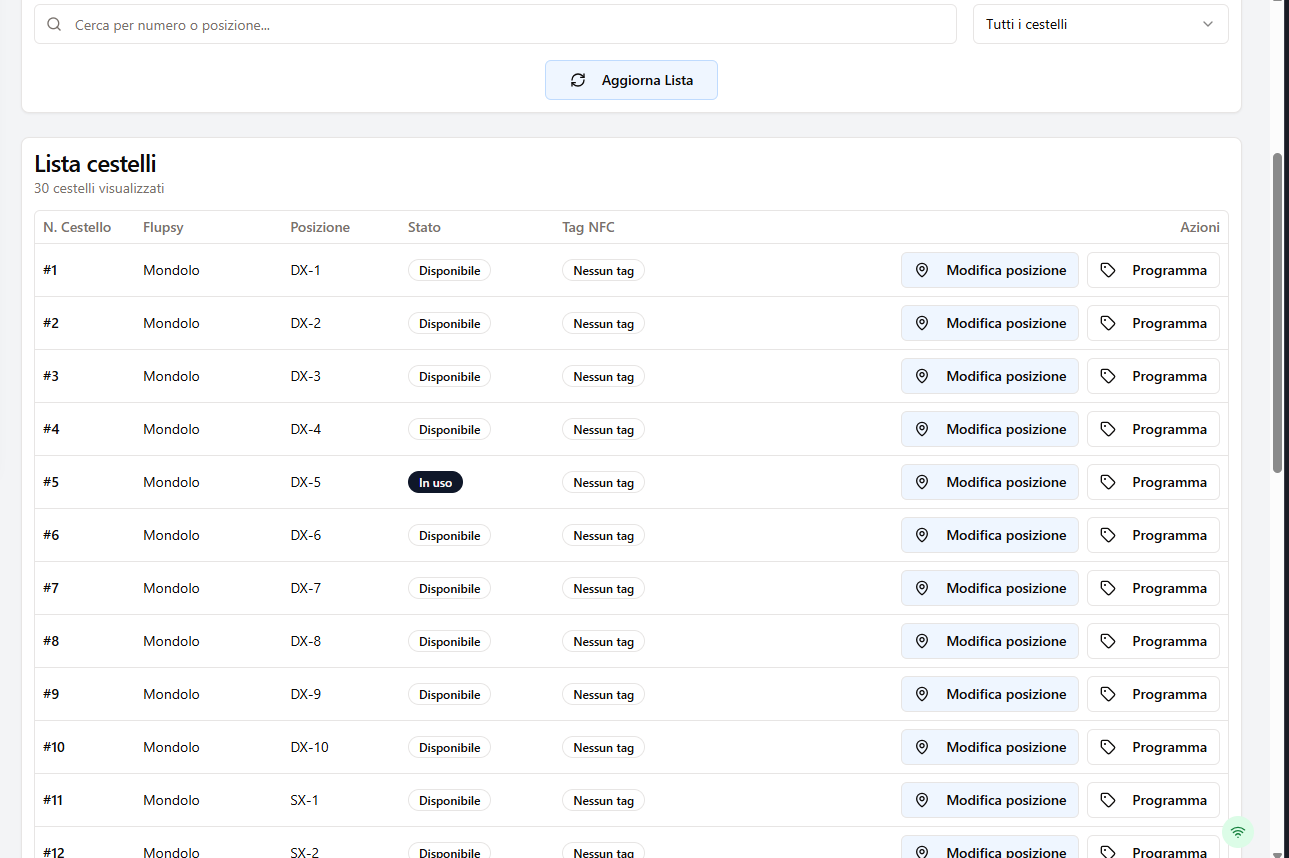 Cerca per numero o posizione...
Tutti i cestelli
Aggiorna Lista
Lista cestelli
30 cestelli visualizzati
N. Cestello Flupsy Posizione Stato Tag NFC Azioni
#1 Mondolo DX-1 Disponibile Nessun tag Modifica posizione Programma
#2 Mondolo DX-2 Disponibile Nessun tag Modifica posizione Programma
#3 Mondolo DX-3 Disponibile Nessun tag Modifica posizione Programma
#4 Mondolo DX-4 Disponibile Nessun tag Modifica posizione Programma
#5 Mondolo DX-5 In uso Nessun tag Modifica posizione Programma
#6 Mondolo DX-6 Disponibile Nessun tag Modifica posizione Programma
#7 Mondolo DX-7 Disponibile Nessun tag Modifica posizione Programma
#8 Mondolo DX-8 Disponibile Nessun tag Modifica posizione Programma
#9 Mondolo DX-9 Disponibile Nessun tag Modifica posizione Programma
#10 Mondolo DX-10 Disponibile Nessun tag Modifica posizione Programma
#11 Mondolo SX-1 Disponibile Nessun tag Modifica posizione Programma
#12 Mondolo SX-2 Disponibile Nessun tag Modifica posizione Programma